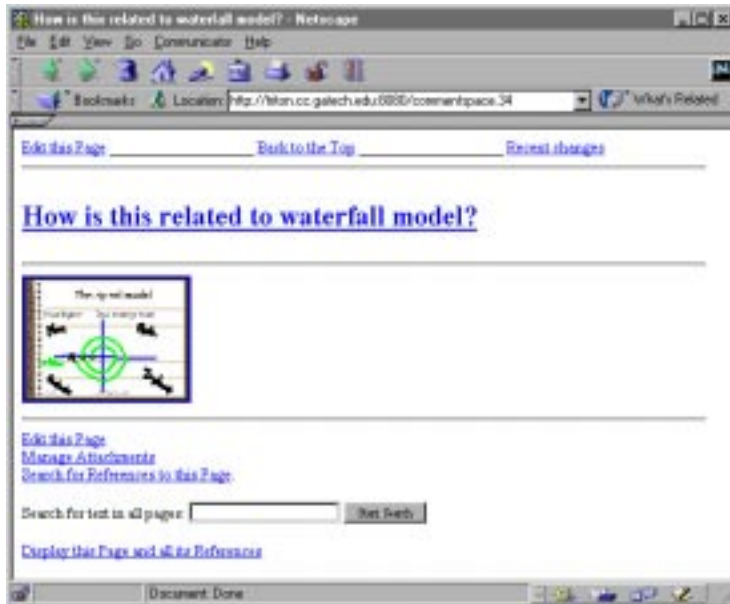 How is this related to waterfall model? - Netscape
File Edit View Go Communicator Help
Bookmarks Location: http://triton.cc.gatech.edu:8080/commentspace.34 What's Related
Edit this Page Back to the Top Recent changes
How is this related to waterfall model?
The spiral model
Edit this Page
Manage Attachments
Search for References to this Page
Search for text in all pages: Start Search
Display this Page and all its References
Document: Done